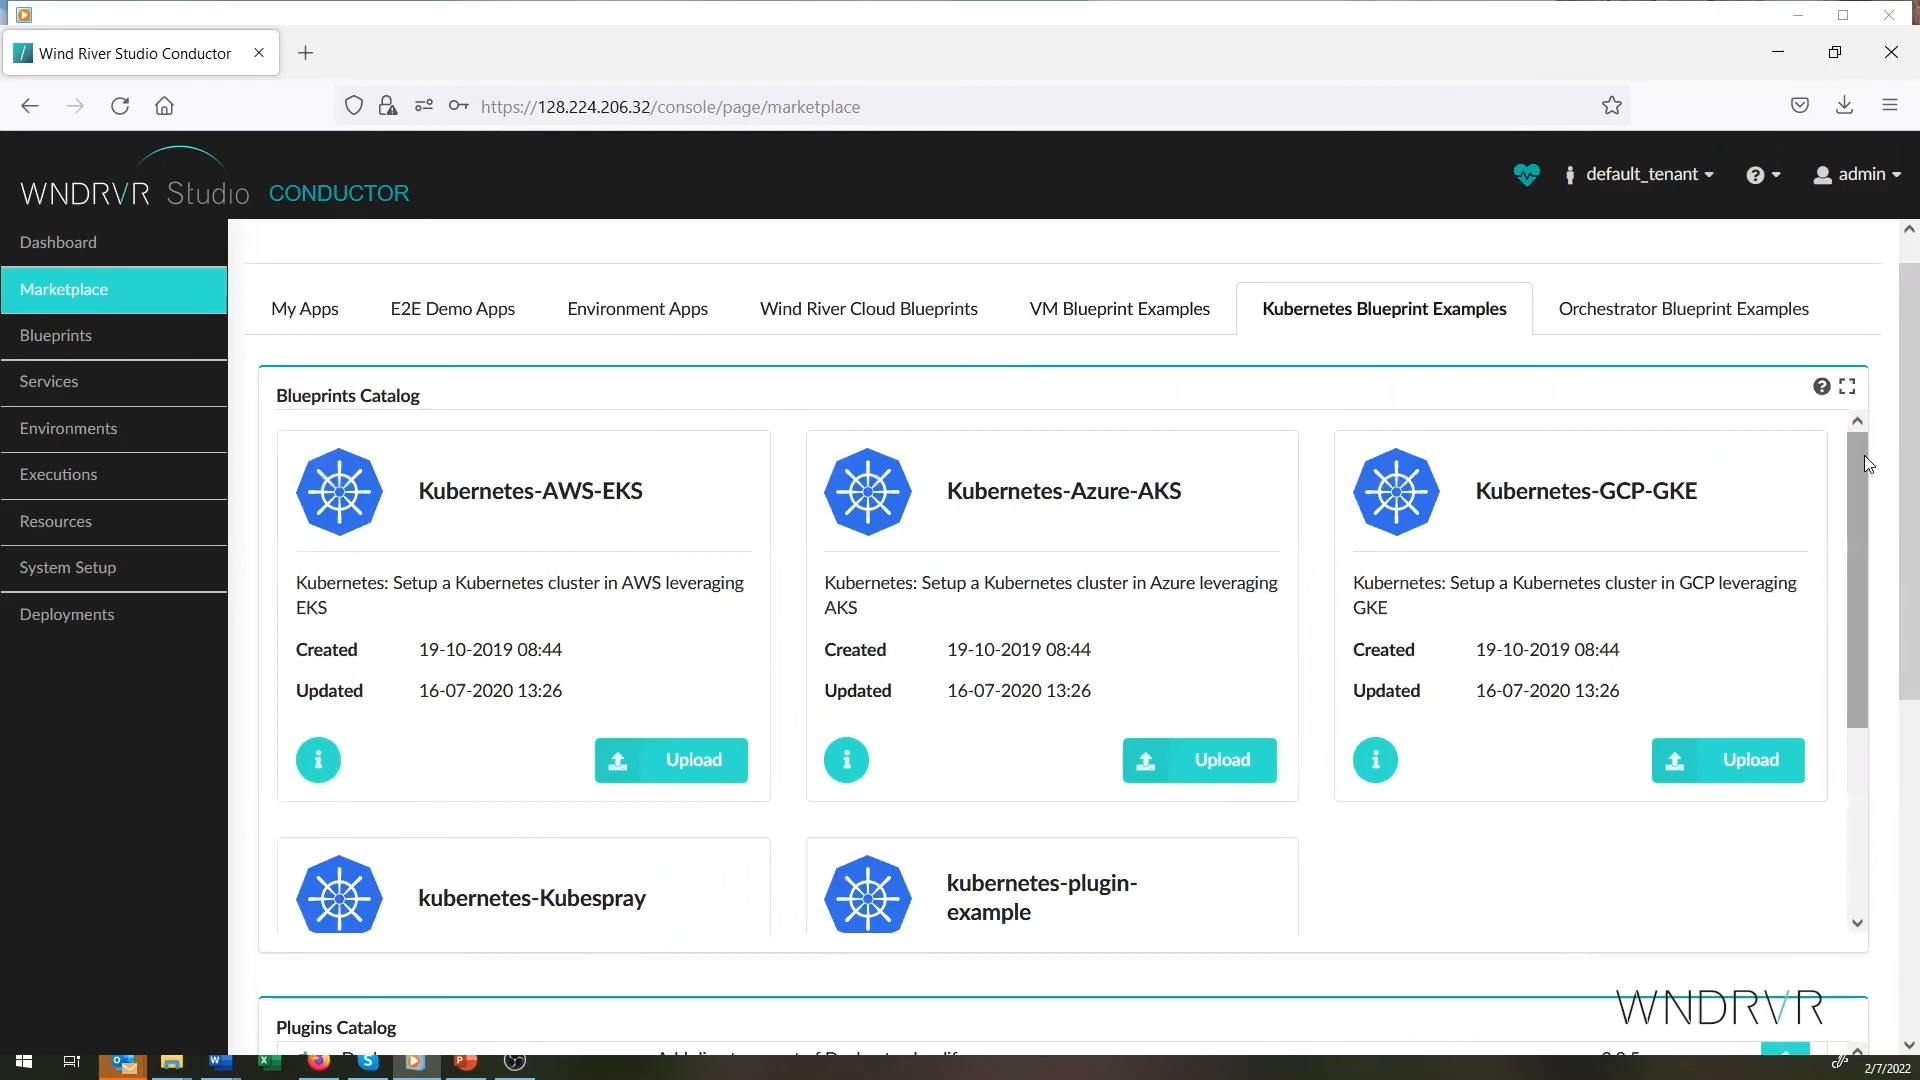 Wind River Studio Conductor
https://128.224.206.32/console/page/marketplace
WNDRVR Studio CONDUCTOR
default_tenant
admin
Dashboard
Marketplace
Blueprints
Services
Environments
Executions
Resources
System Setup
Deployments
My Apps E2E Demo Apps Environment Apps Wind River Cloud Blueprints VM Blueprint Examples Kubernetes Blueprint Examples Orchestrator Blueprint Examples
Blueprints Catalog
Kubernetes-AWS-EKS
Kubernetes: Setup a Kubernetes cluster in AWS leveraging
EKS
Created 19-10-2019 08:44
Updated 16-07-2020 13:26
Upload
Kubernetes-Azure-AKS
Kubernetes: Setup a Kubernetes cluster in Azure leveraging
AKS
Created 19-10-2019 08:44
Updated 16-07-2020 13:26
Upload
Kubernetes-GCP-GKE
Kubernetes: Setup a Kubernetes cluster in GCP leveraging
GKE
Created 19-10-2019 08:44
Updated 16-07-2020 13:26
Upload
kubernetes-Kubespray
kubernetes-plugin-
example
Plugins Catalog
WNDRVR
2/7/2022